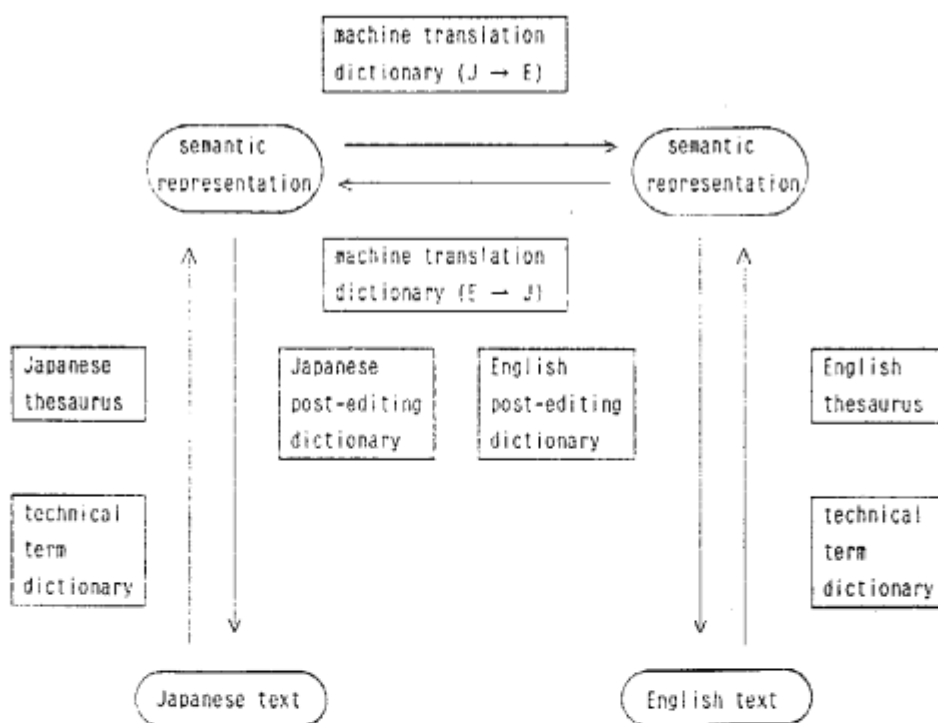 machine translation
dictionary (J → E)
semantic
representation
semantic
representation
machine translation
dictionary (E → J)
Japanese
thesaurus
Japanese
post-editing
dictionary
English
post-editing
dictionary
English
thesaurus
technical
term
dictionary
technical
term
dictionary
Japanese text
English text